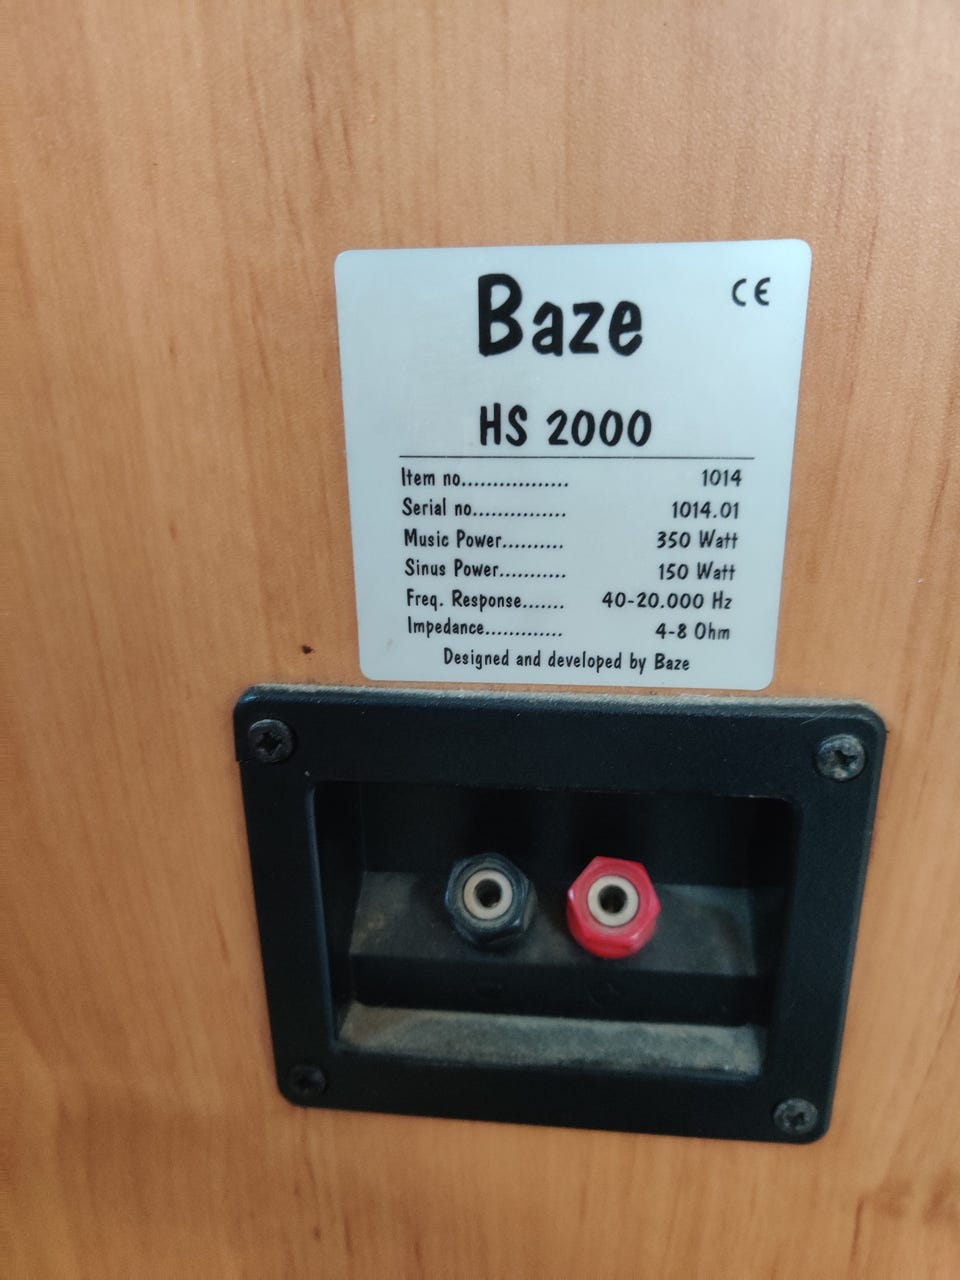 Baze
CE
HS 2000
Item no................. 1014
Serial no............... 1014.01
Music Power.......... 350 Watt
Sinus Power........... 150 Watt
Freq. Response....... 40-20.000 Hz
Impedance............. 4-8 Ohm
Designed and developed by Baze